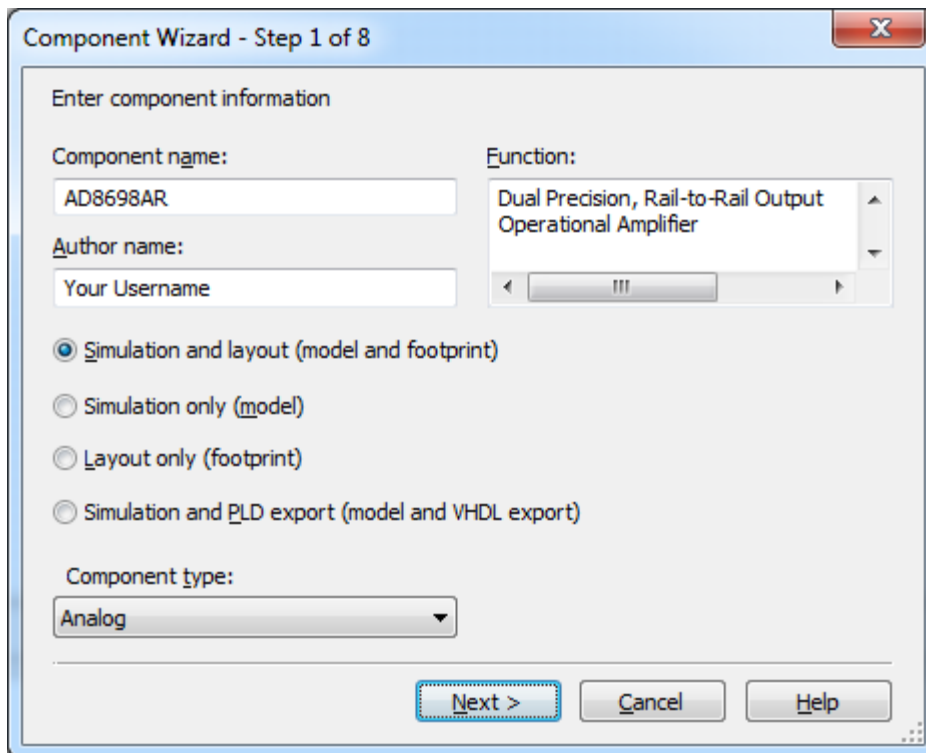 Component Wizard - Step 1 of 8
Enter component information
Component name:
AD8698AR
Function:
Dual Precision, Rail-to-Rail Output
Operational Amplifier
Author name:
Your Username
Simulation and layout (model and footprint)
Simulation only (model)
Layout only (footprint)
Simulation and PLD export (model and VHDL export)
Component type:
Analog
Next >
Cancel
Help